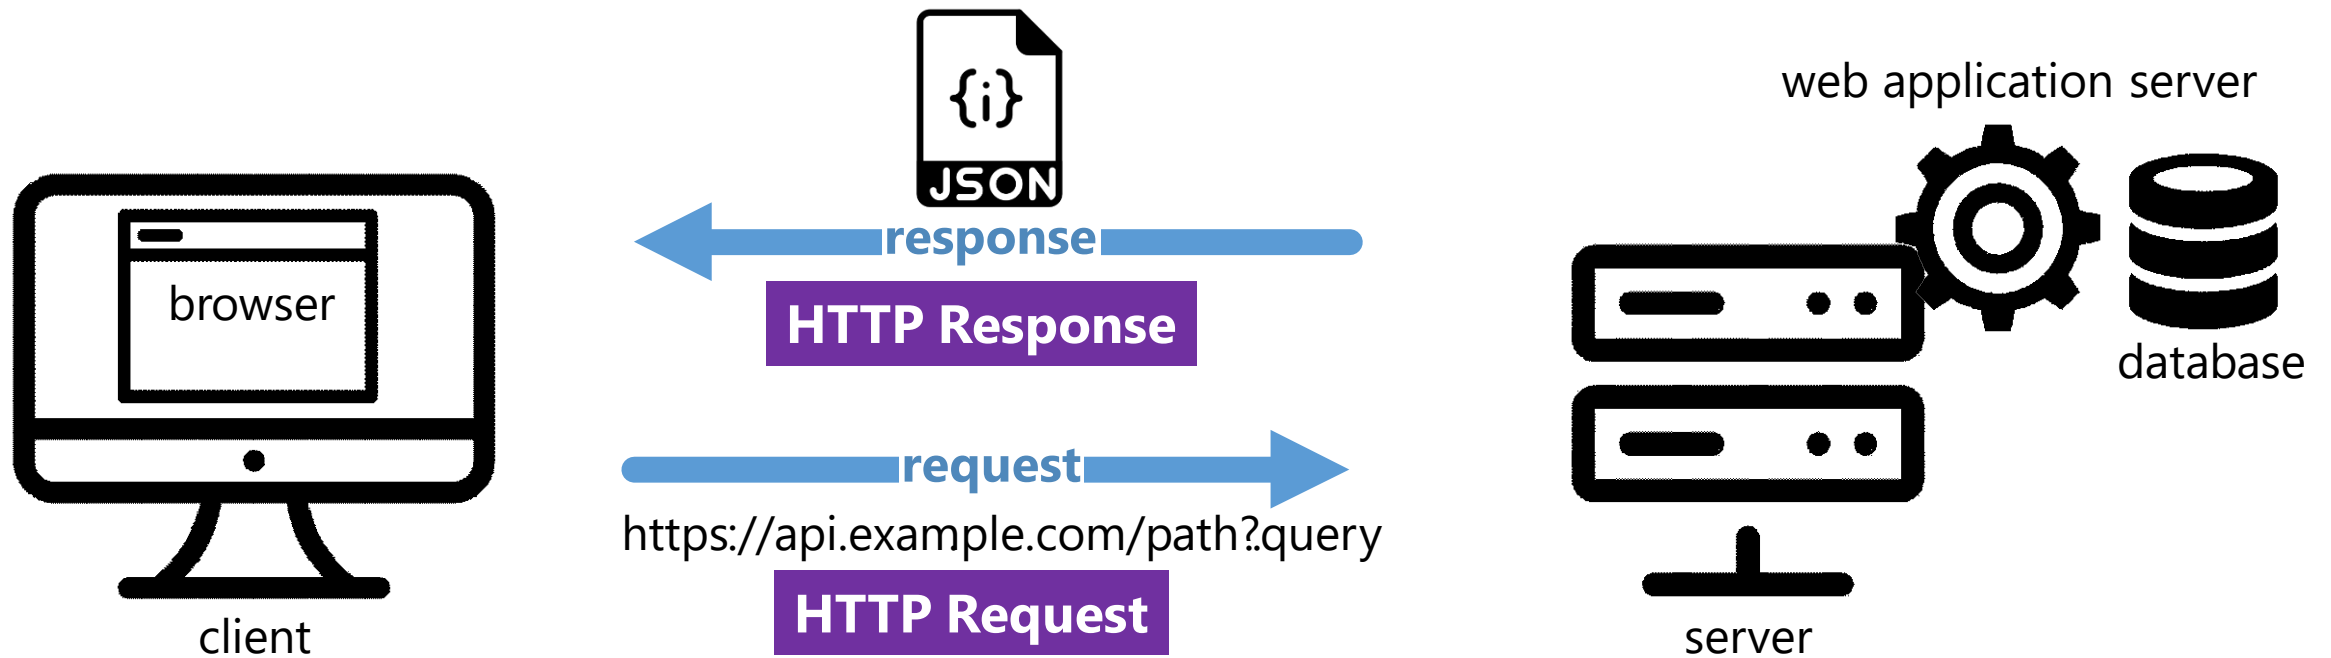 {i}
JSON
web application server
response
browser
HTTP Response
database
request
https://api.example.com/path?.query
HTTP Request
client
server